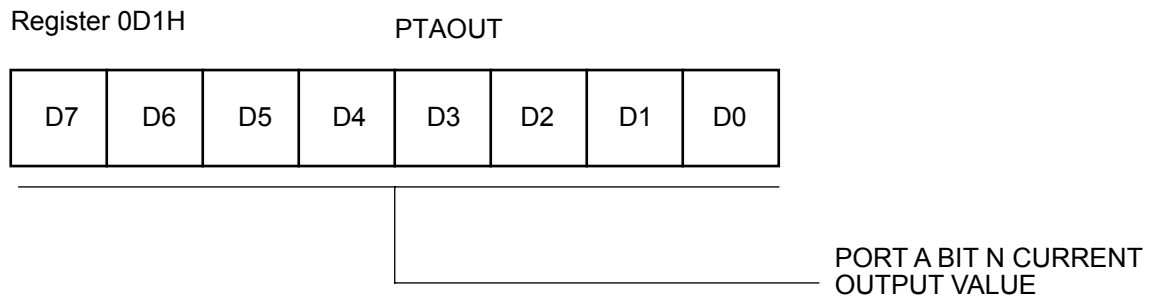 Register 0D1H
PTAOUT
D7 D6 D5 D4 D3 D2 D1 D0
PORT A BIT N CURRENT
OUTPUT VALUE